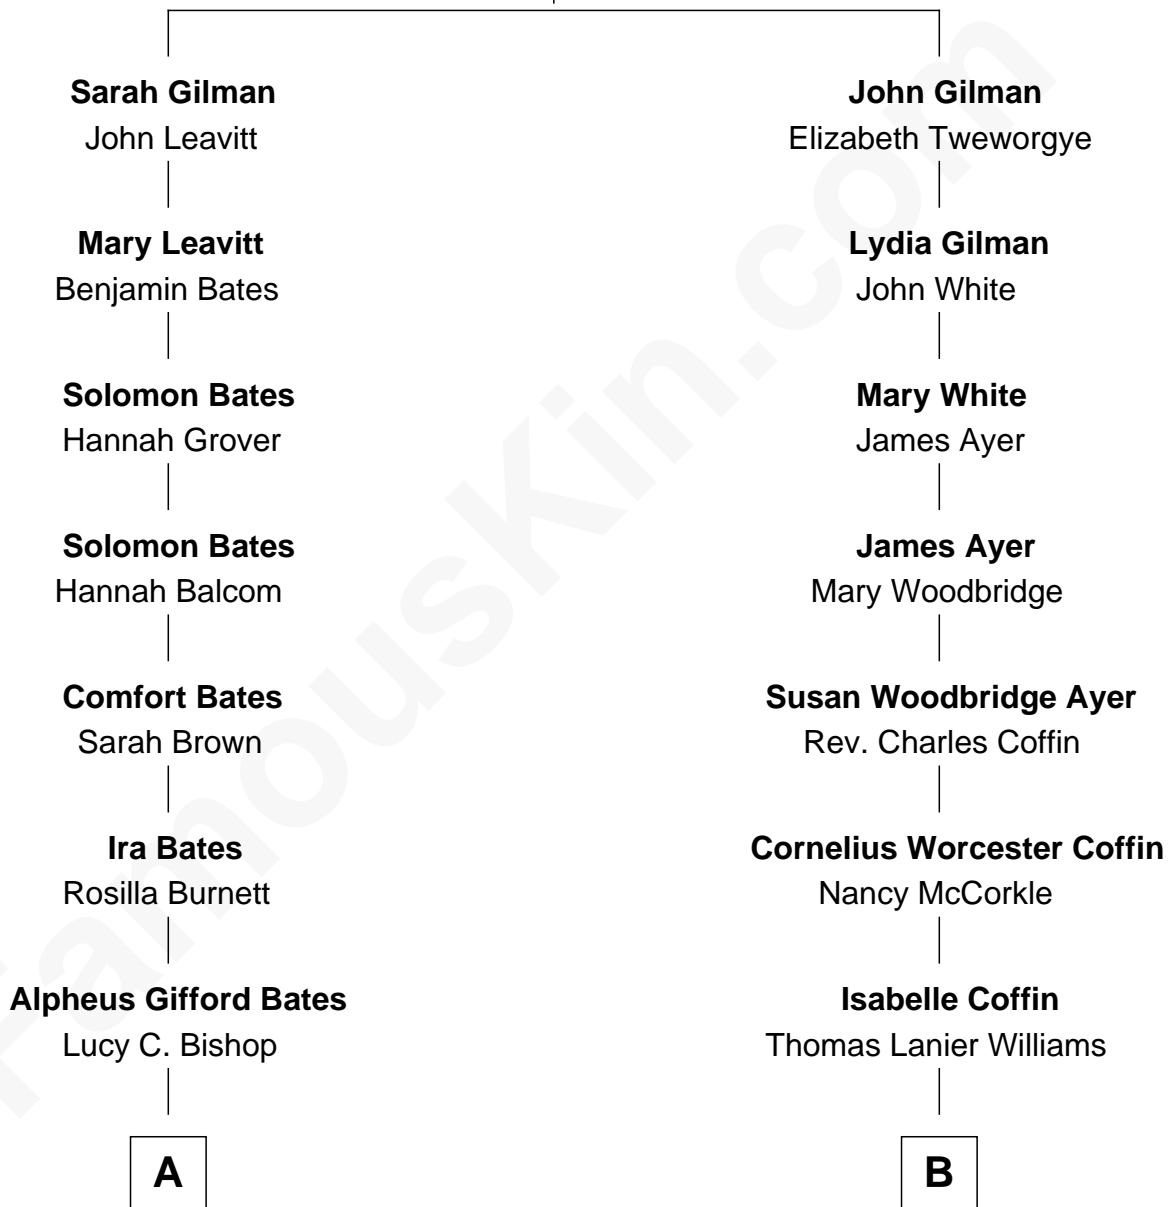 Sarah Gilman
John Leavitt
Mary Leavitt
Benjamin Bates
Solomon Bates
Hannah Grover
Solomon Bates
Hannah Balcom
Comfort Bates
Sarah Brown
Ira Bates
Rosilla Burnett
Alpheus Gifford Bates
Lucy C. Bishop
A
John Gilman
Elizabeth Tweworgye
Lydia Gilman
John White
Mary White
James Ayer
James Ayer
Mary Woodbridge
Susan Woodbridge Ayer
Rev. Charles Coffin
Cornelius Worcester Coffin
Nancy McCorkle
Isabelle Coffin
Thomas Lanier Williams
B
FamousKin.com